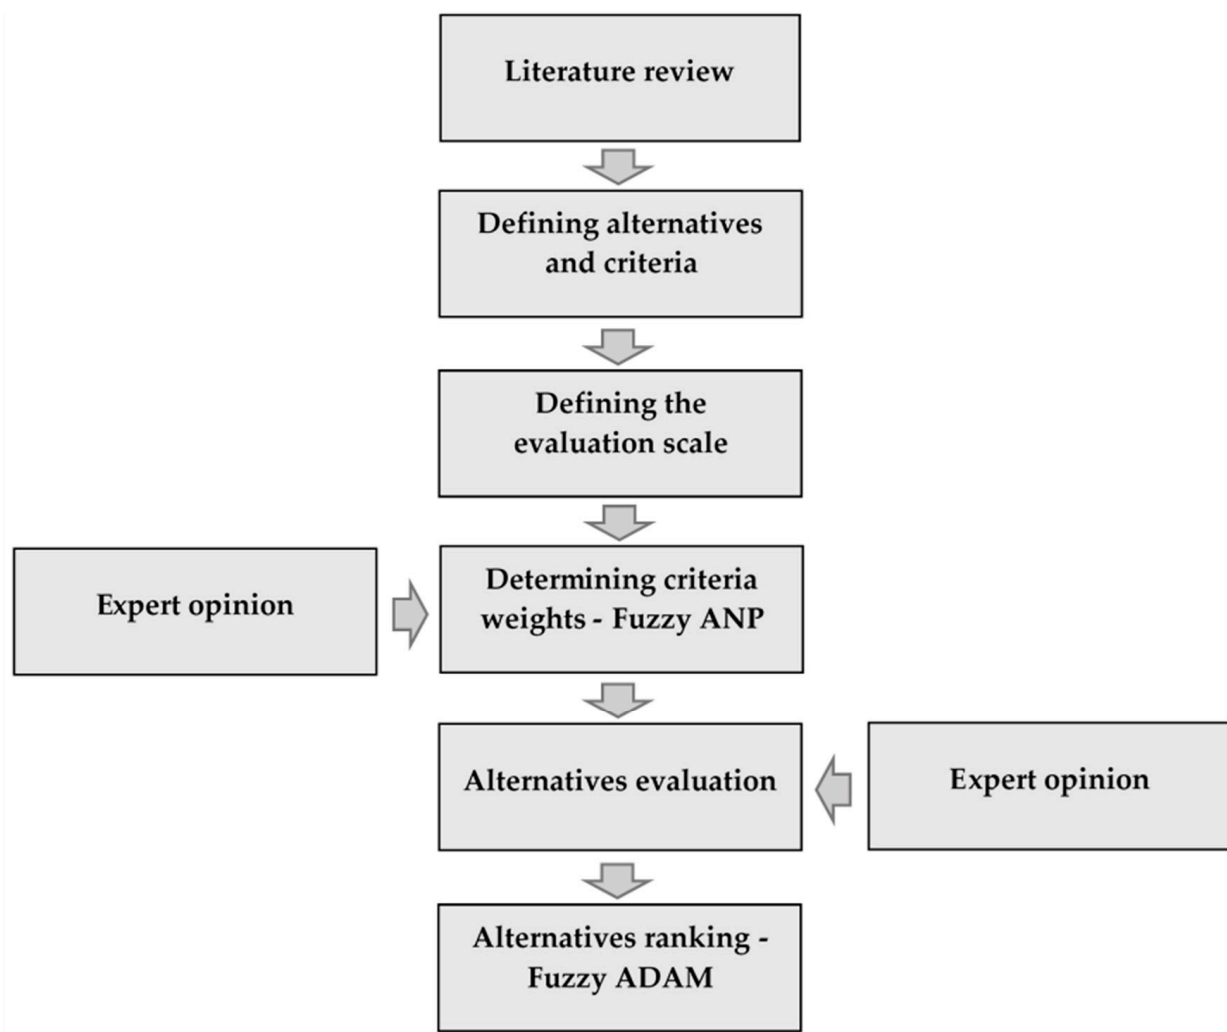 Literature review
Defining alternatives
and criteria
Defining the
evaluation scale
Expert opinion
Determining criteria
weights - Fuzzy ANP
Alternatives evaluation
Expert opinion
Alternatives ranking -
Fuzzy ADAM